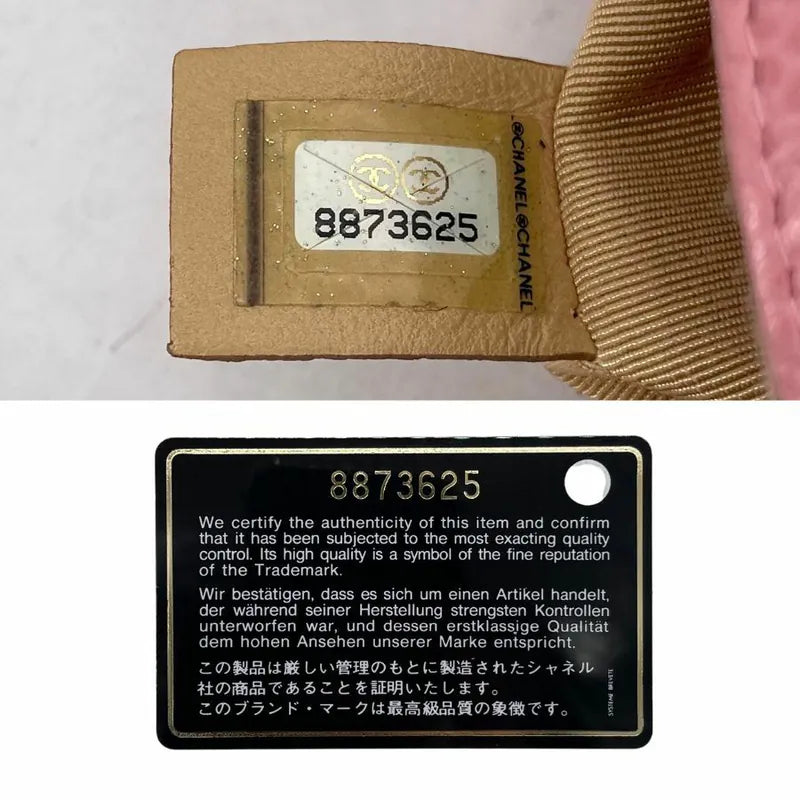 CHANEL CHANEL
8873625
8873625
We certify the authenticity of this item and confirm
that it has been subjected to the most exacting quality
control. Its high quality is a symbol of the fine reputation
of the Trademark.
Wir bestätigen, dass es sich um einen Artikel handelt,
der während seiner Herstellung strengsten Kontrollen
unterworfen war, und dessen erstklassige Qualität
dem hohen Ansehen unserer Marke entspricht.
この製品は厳しい管理のもとに製造されたシャネル
社の商品であることを証明いたします。
このブランド・マークは最高級品質の象徴です。